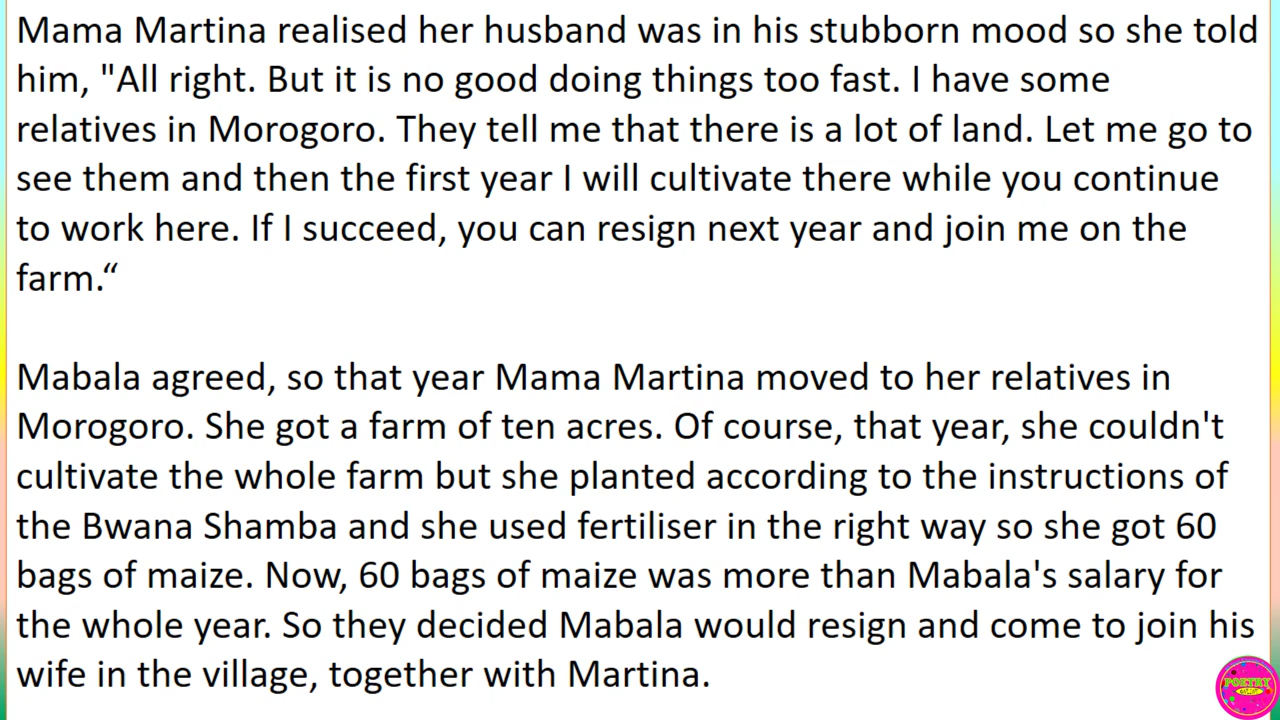 Mama Martina realised her husband was in his stubborn mood so she told
him, "All right. But it is no good doing things too fast. I have some
relatives in Morogoro. They tell me that there is a lot of land. Let me go to
see them and then the first year I will cultivate there while you continue
to work here. If I succeed, you can resign next year and join me on the
farm.“
Mabala agreed, so that year Mama Martina moved to her relatives in
Morogoro. She got a farm of ten acres. Of course, that year, she couldn't
cultivate the whole farm but she planted according to the instructions of
the Bwana Shamba and she used fertiliser in the right way so she got 60
bags of maize. Now, 60 bags of maize was more than Mabala's salary for
the whole year. So they decided Mabala would resign and come to join his
wife in the village, together with Martina.
POETRY